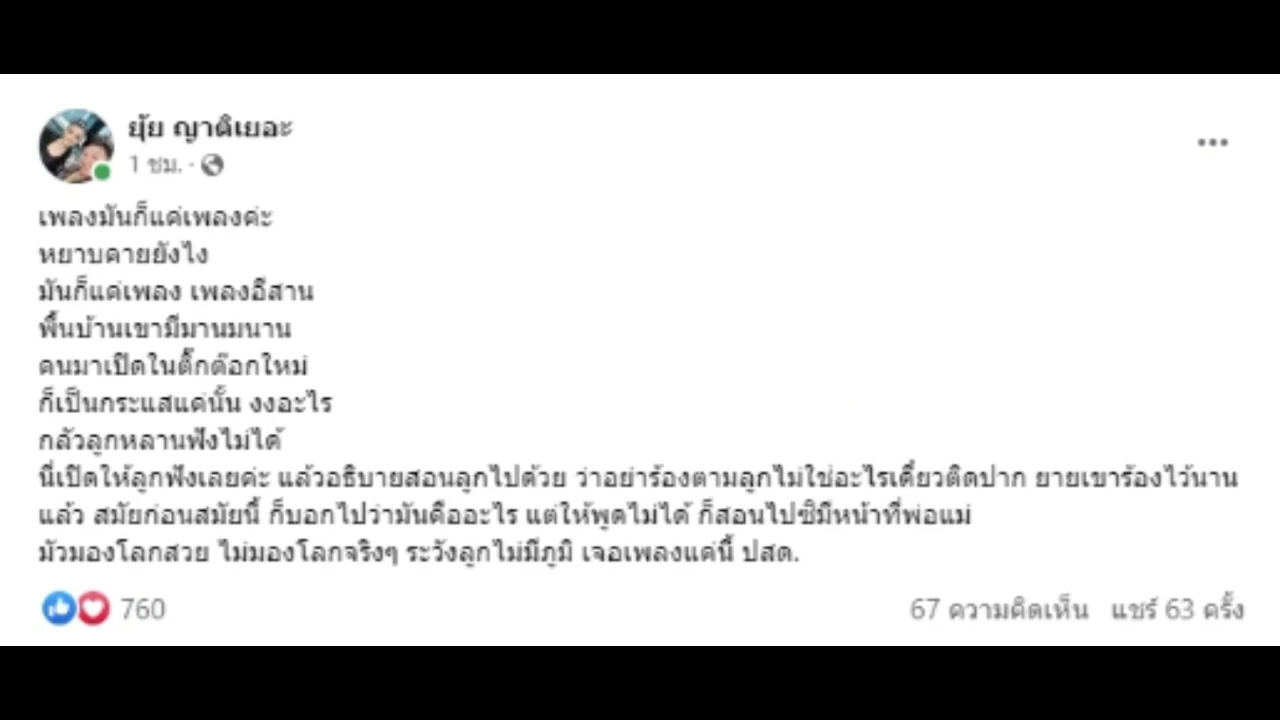 ยุ้ย ญาติเยอะ
1 ชม. ·
เพลงมันก็แค่เพลงค่ะ
หยาบคายยังไง
มันก็แค่เพลง เพลงอีสาน
พื้นบ้านเขามีมานมนาน
คนมาเปิดในติ๊กต๊อกใหม่
ก็เป็นกระแสแค่นั้น งงอะไร
กลัวลูกหลานฟังไม่ได้
นี่เปิดให้ลูกฟังเลยค่ะ แล้วอธิบายสอนลูกไปด้วย ว่าอย่าร้องตามลูกไม่ใช่อะไรเดี๋ยวติดปาก ยายเขาร้องไว้นาน
แล้ว สมัยก่อนสมัยนี้ ก็บอกไปว่ามันคืออะไร แต่ให้พูดไม่ได้ ก็สอนไปซิมีหน้าที่พ่อแม่
มัวมองโลกสวย ไม่มองโลกจริงๆ ระวังลูกไม่มีภูมิ เจอเพลงแค่นี้ ปสด.
760
67 ความคิดเห็น แชร์ 63 ครั้ง